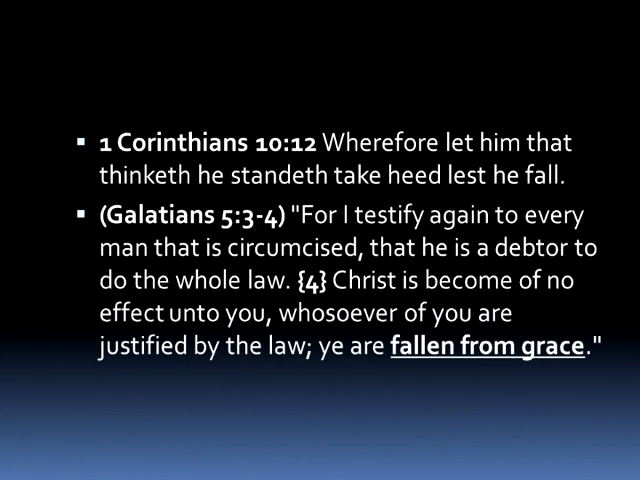 ▪ 1 Corinthians 10:12 Wherefore let him that
thinketh he standeth take heed lest he fall.
▪ (Galatians 5:3-4) "For I testify again to every
man that is circumcised, that he is a debtor to
do the whole law. {4} Christ is become of no
effect unto you, whosoever of you are
justified by the law; ye are fallen from grace."